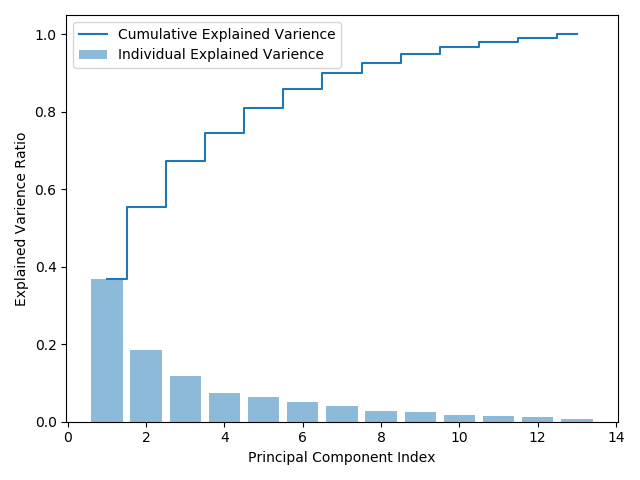 Cumulative Explained Varience
Individual Explained Varience
Explained Varience Ratio
1.0
0.8
0.6
0.4
0.2
0.0
0 2 4 6 8 10 12 14
Principal Component Index